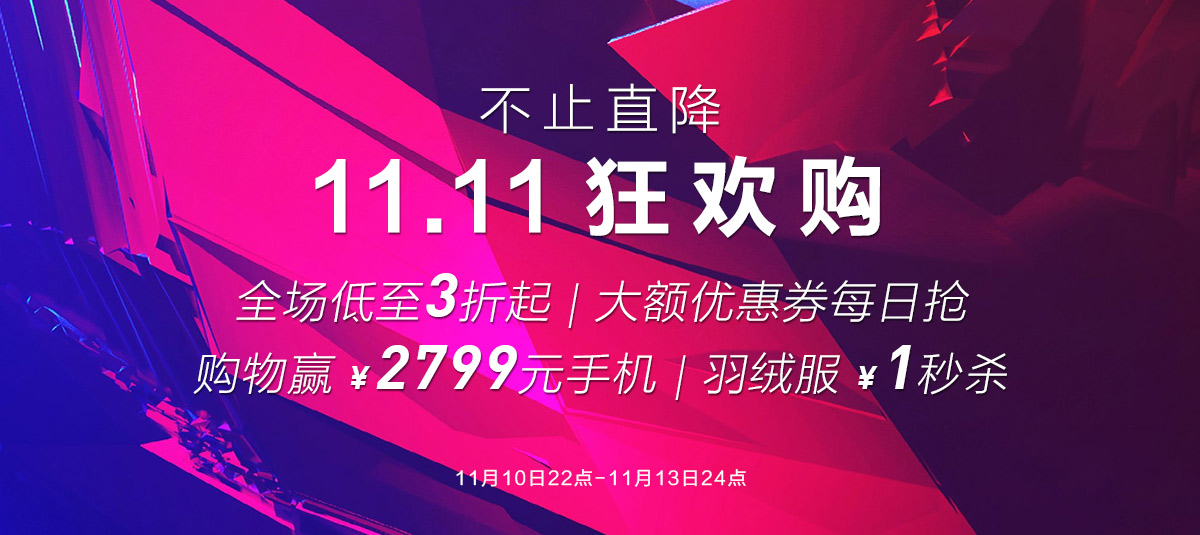 不止直降
11.11 狂欢购
全场低至3折起 | 大额优惠券每日抢
购物赢 ¥2799元手机 | 羽绒服 ¥1秒杀
11月10日22点-11月13日24点